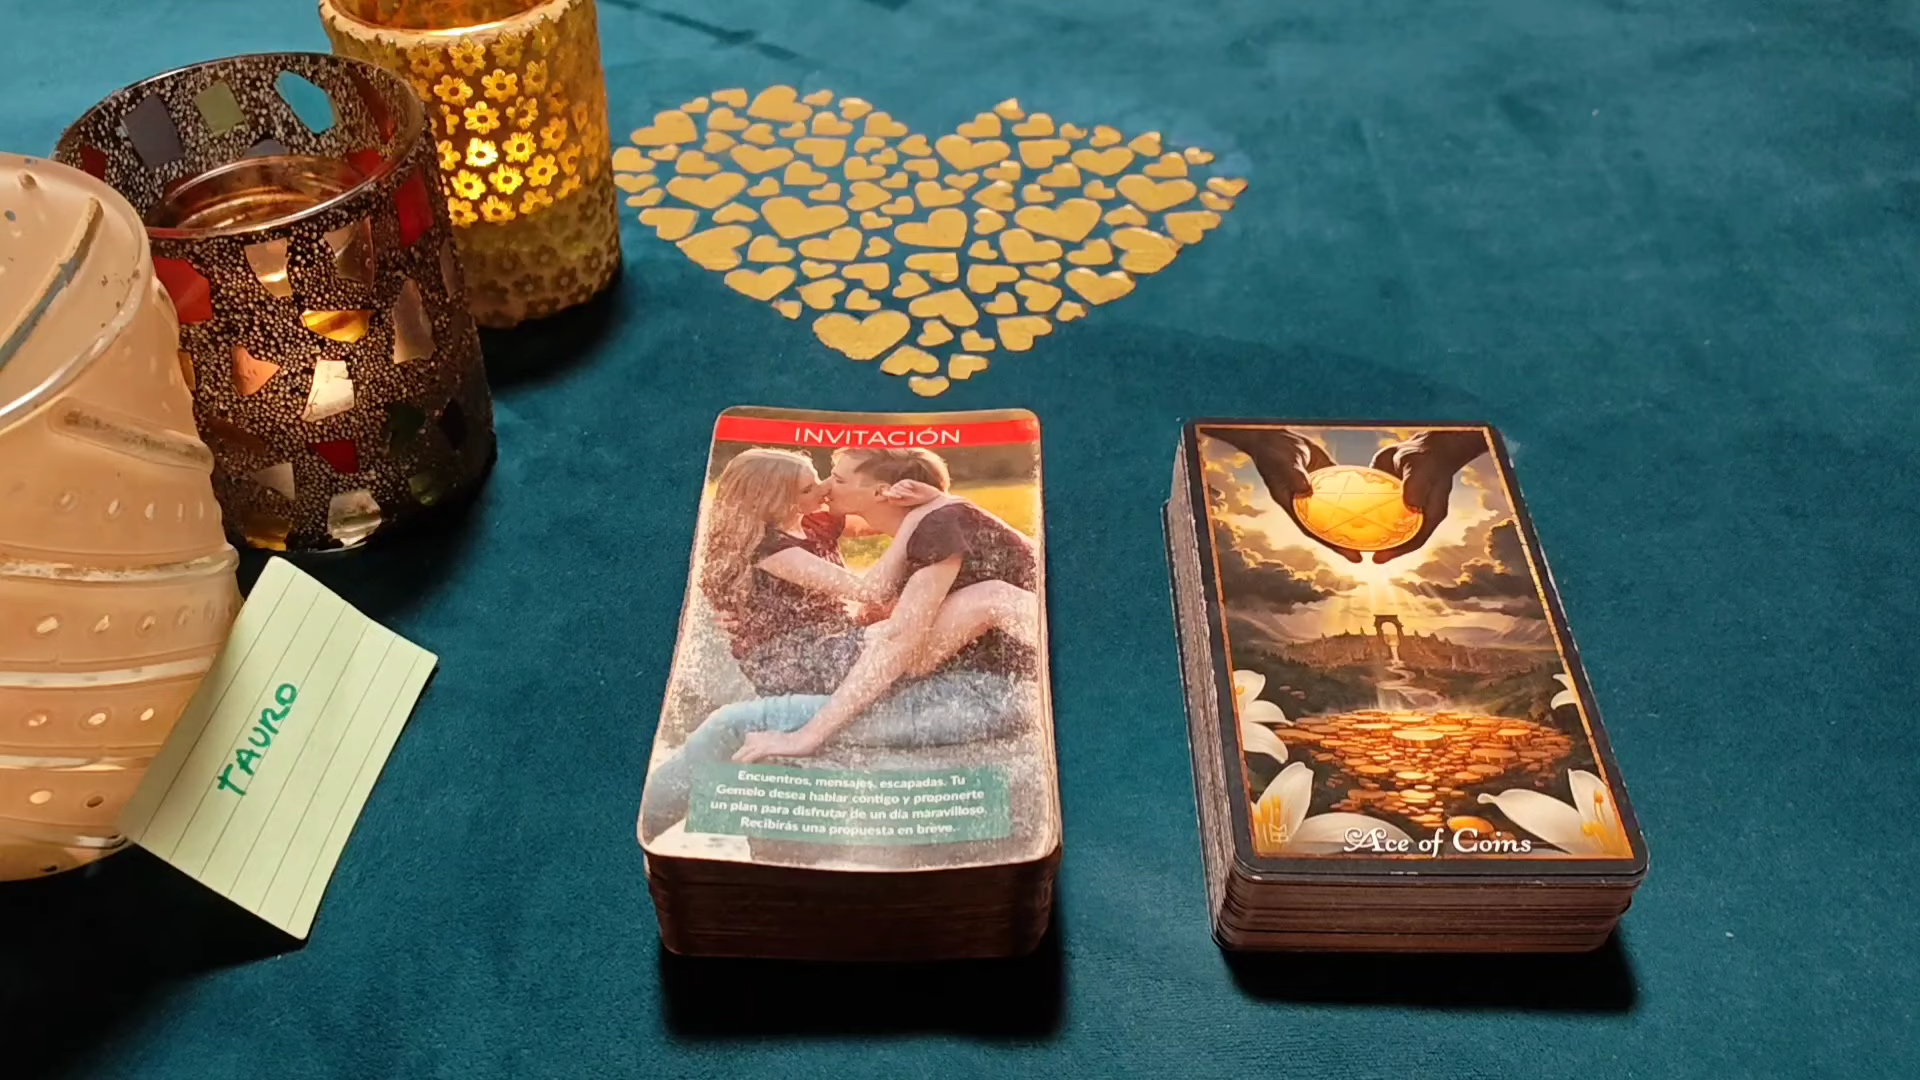 INVITACIÓN
Encuentros, mensajes, escapadas. Tu
Gemelo desea hablar contigo y proponerte
un plan para disfrutar de un día maravilloso.
Recibirás una propuesta en breve.
Ace of Coins
TAURO